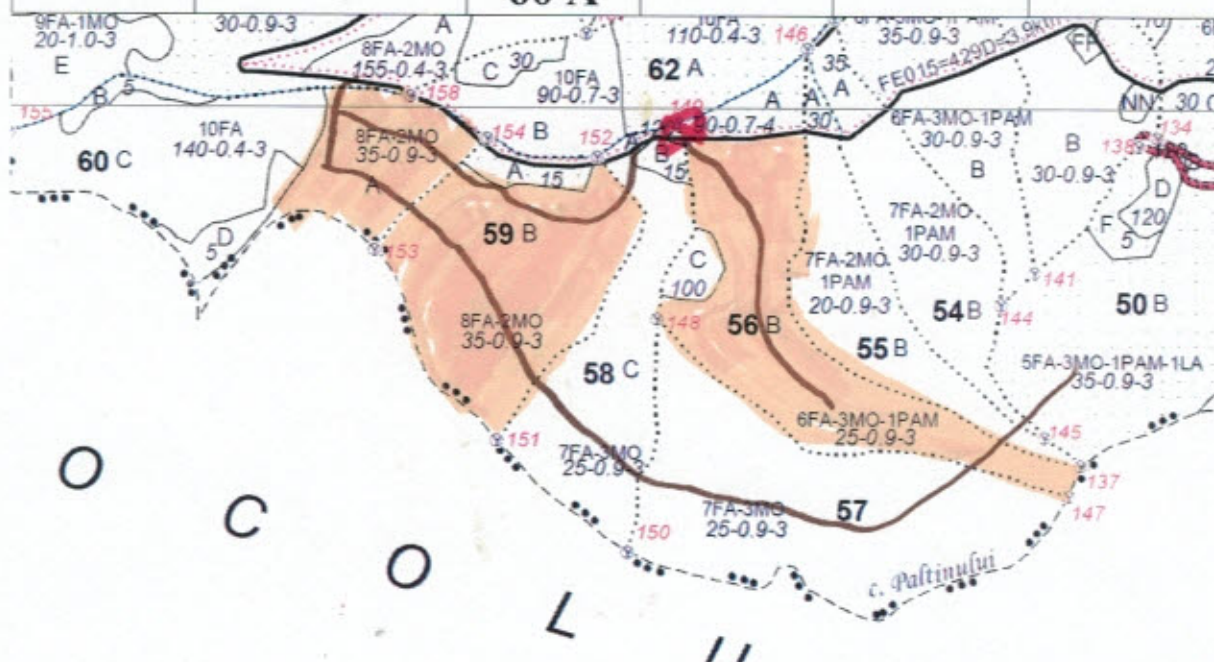 9FA-1MO
20-1.0-3
E
B
5
155
30-0.9-3
8FA-2MO
155-0.4-3
A
C
30
158
10FA
90-0.7-3
62 A
110-0.4-3
146
35
A
A
A
30
35-0.9-3
FE015=429D=3.9km
NN
10FA
140-0.4-3
60 C
D
5
8FA-2MO
35-0.9-3
A
153
154
B
152
A
15
59 B
B
15
6FA-3MO-1PAM
30-0.9-3
B
B
30-0.9-3
134
138
D
120
F
5
7FA-2MO
1PAM
30-0.9-3
7FA-2MO
1PAM
20-0.9-3
C
100
148
56 B
54 B
144
141
50 B
55 B
8FA-2MO
35-0.9-3
58 C
5FA-3MO-1PAM-1LA
35-0.9-3
6FA-3MO-1PAM
25-0.9-3
145
151
7FA-3MO
25-0.9-3
137
147
7FA-3MO
25-0.9-3
57
150
c. Paltinului
O
C
O
L
U